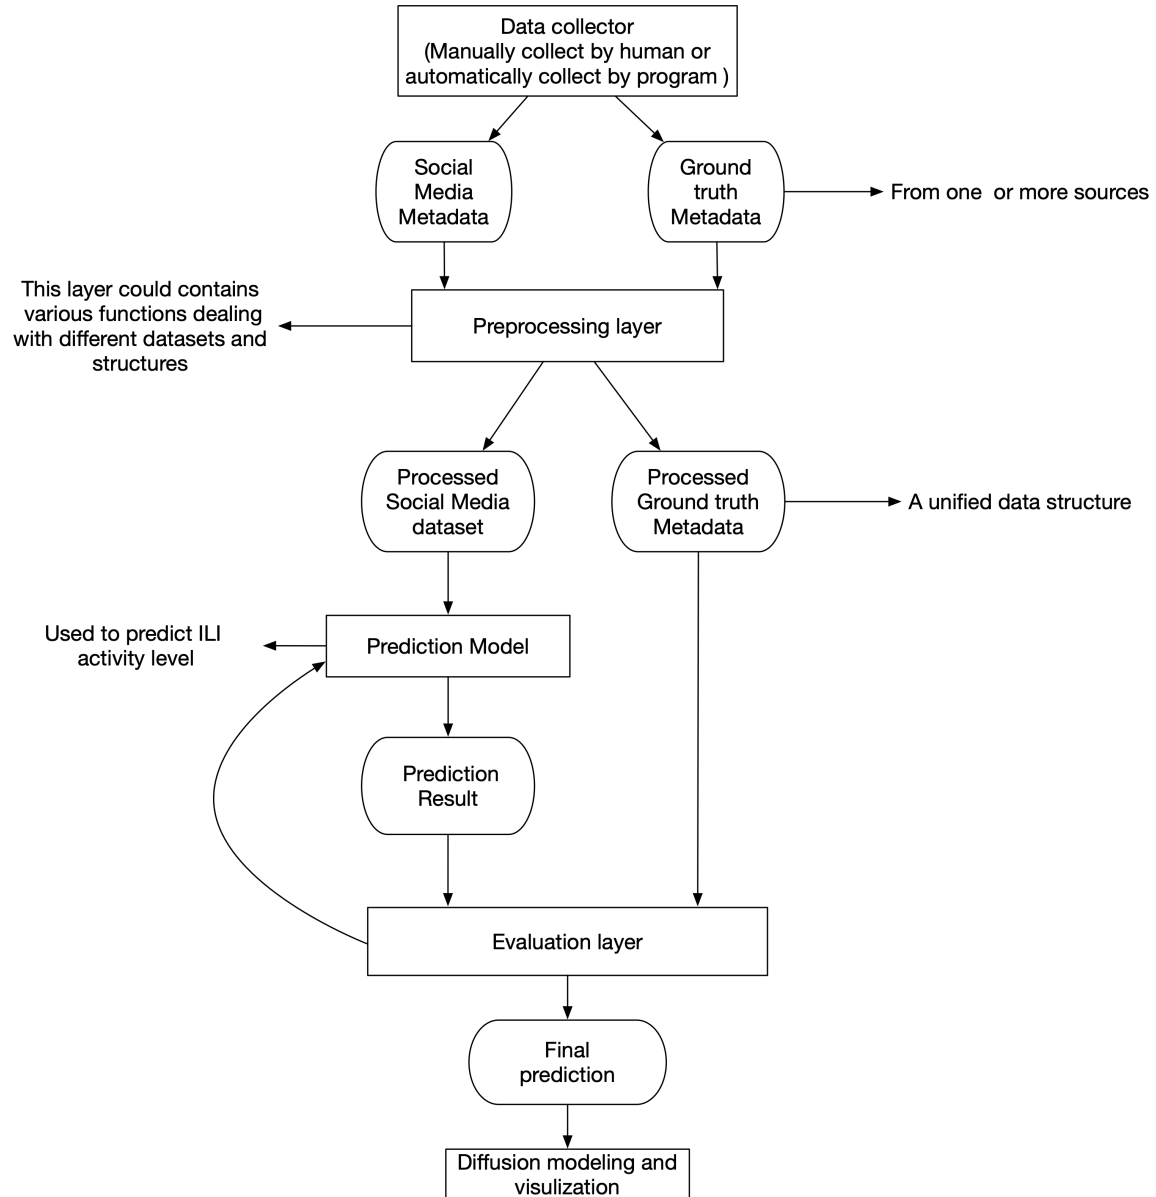 Data collector
(Manually collect by human or
automatically collect by program )
Social
Media
Metadata
Ground
truth
Metadata
From one  or more sources
This layer could contains
various functions dealing
with different datasets and
structures
Preprocessing layer
Processed
Social Media
dataset
Processed
Ground truth
Metadata
A unified data structure
Used to predict ILI
activity level
Prediction Model
Prediction
Result
Evaluation layer
Final
prediction
Diffusion modeling and
visulization